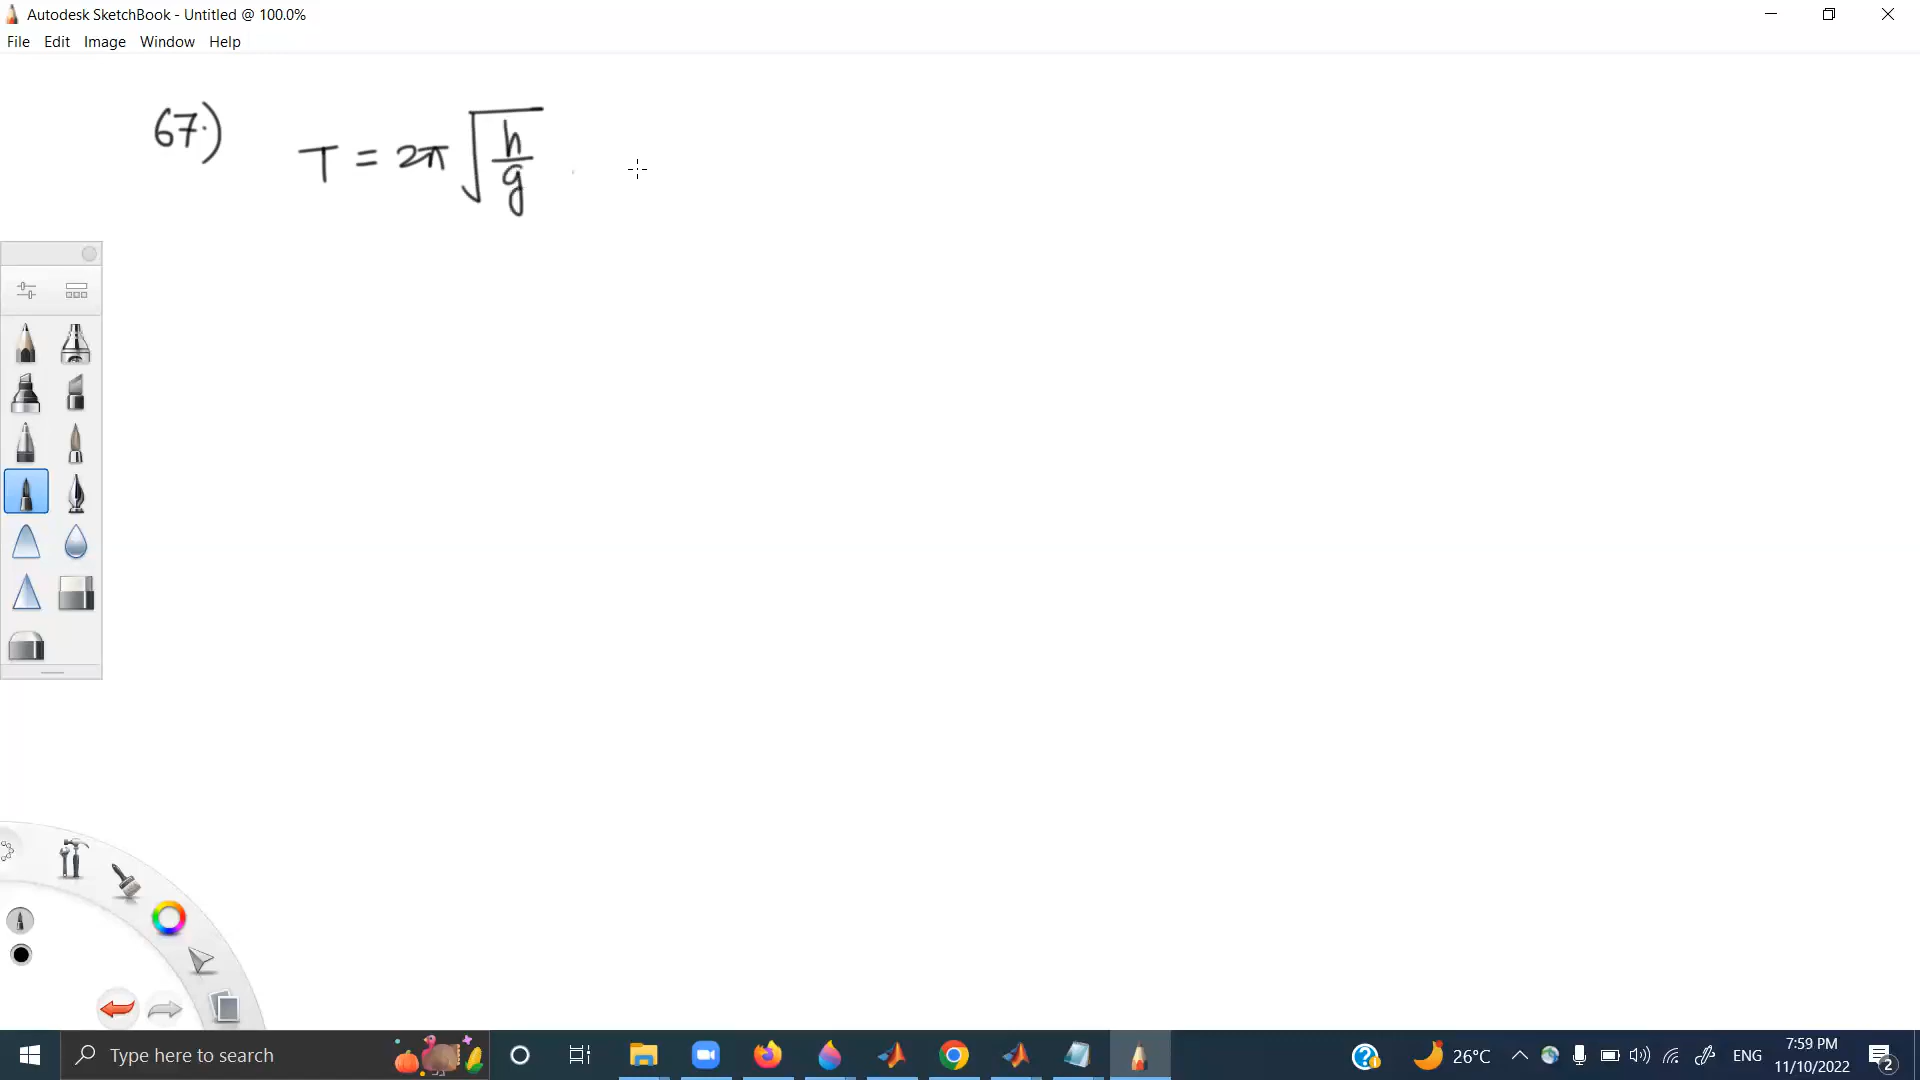 Autodesk SketchBook - Untitled @ 100.0%
File Edit Image Window Help
67.) T = 2π √(h/g)
Type here to search
26°C
ENG
7:59 PM
11/10/2022
2